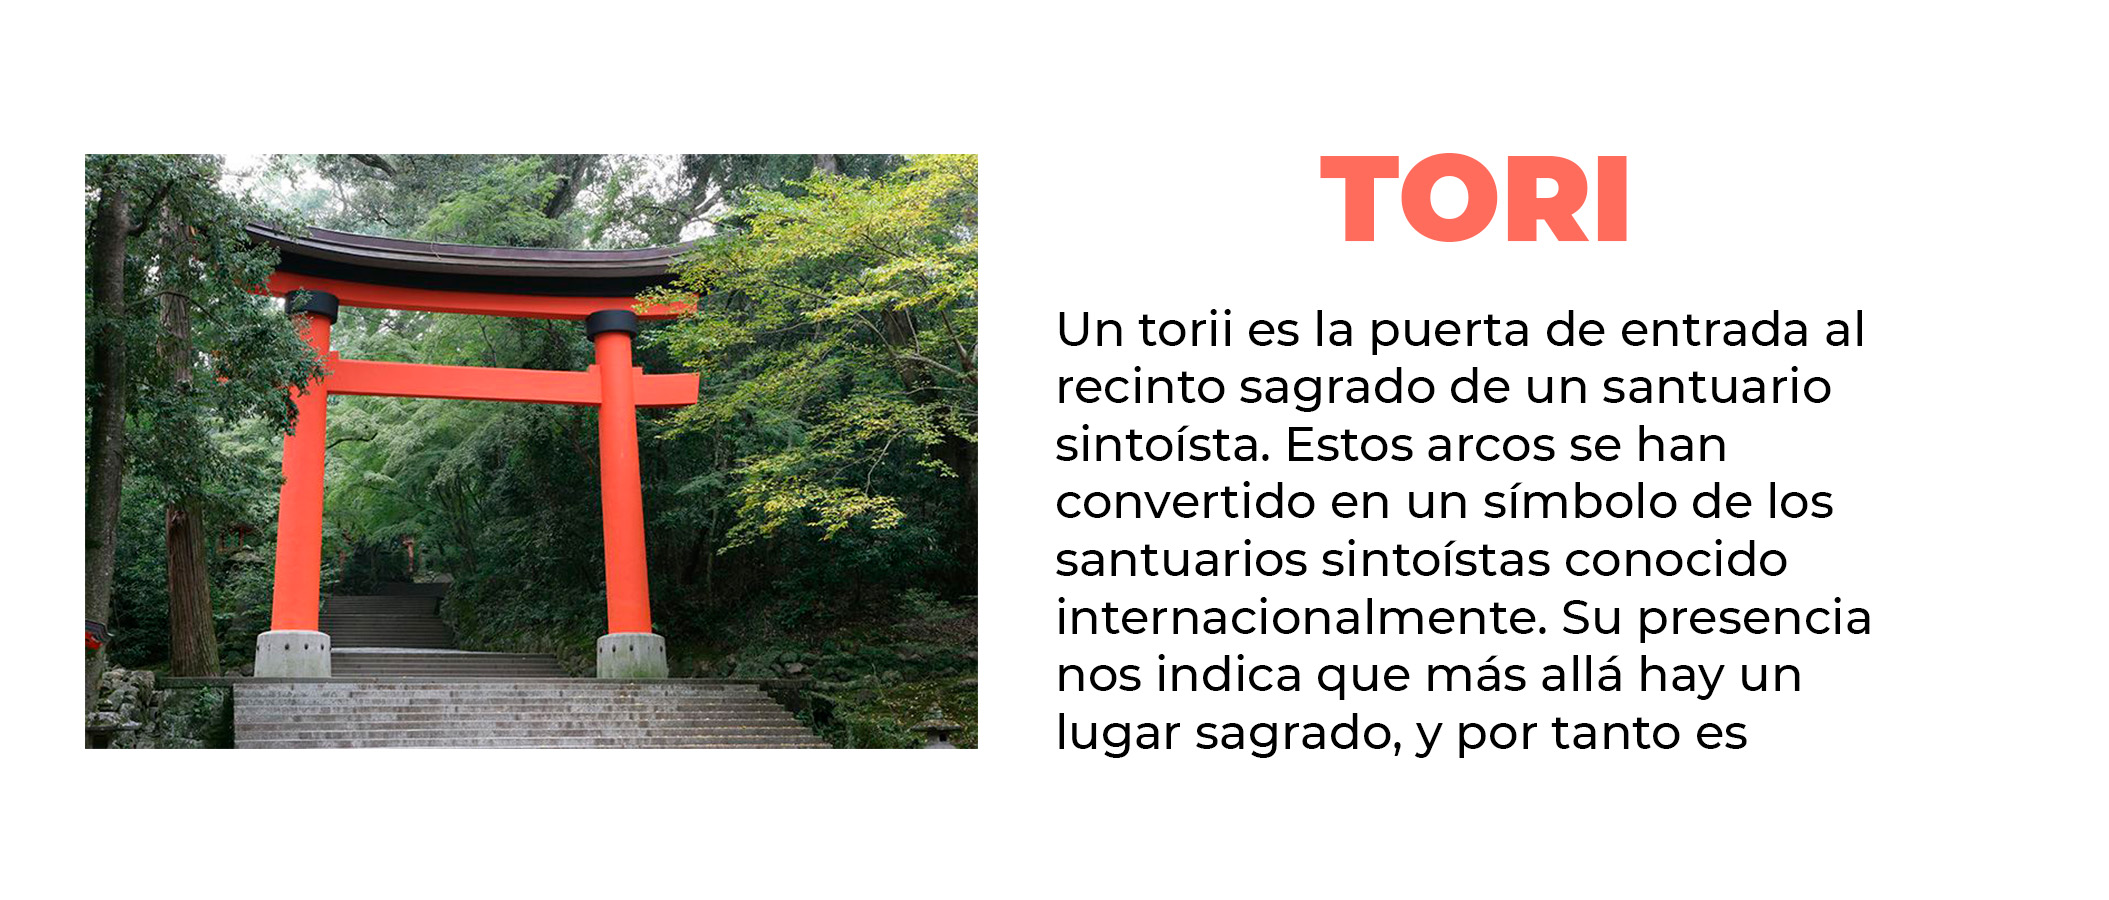 TORI
Un torii es la puerta de entrada al
recinto sagrado de un santuario
sintoísta. Estos arcos se han
convertido en un símbolo de los
santuarios sintoístas conocido
internacionalmente. Su presencia
nos indica que más allá hay un
lugar sagrado, y por tanto es